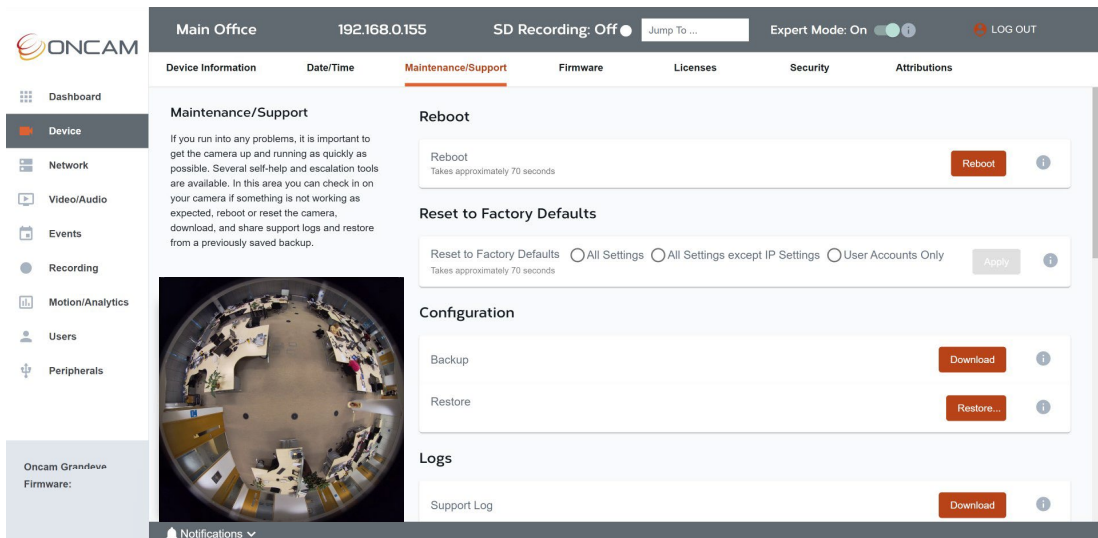 ONCAM
Main Office
192.168.0.155
SD Recording: Off
Jump To ...
Expert Mode: On
LOG OUT
Device Information
Date/Time
Maintenance/Support
Firmware
Licenses
Security
Attributions
Dashboard
Device
Network
Video/Audio
Events
Recording
Motion/Analytics
Users
Peripherals
Oncam Grandeye
Firmware:
Maintenance/Support
If you run into any problems, it is important to
get the camera up and running as quickly as
possible. Several self-help and escalation tools
are available. In this area you can check in on
your camera if something is not working as
expected, reboot or reset the camera,
download, and share support logs and restore
from a previously saved backup.
Reboot
Reboot
Takes approximately 70 seconds
Reboot
Reset to Factory Defaults
Reset to Factory Defaults
All Settings
All Settings except IP Settings
User Accounts Only
Takes approximately 70 seconds
Apply
Configuration
Backup
Download
Restore
Restore...
Logs
Support Log
Download
Notifications